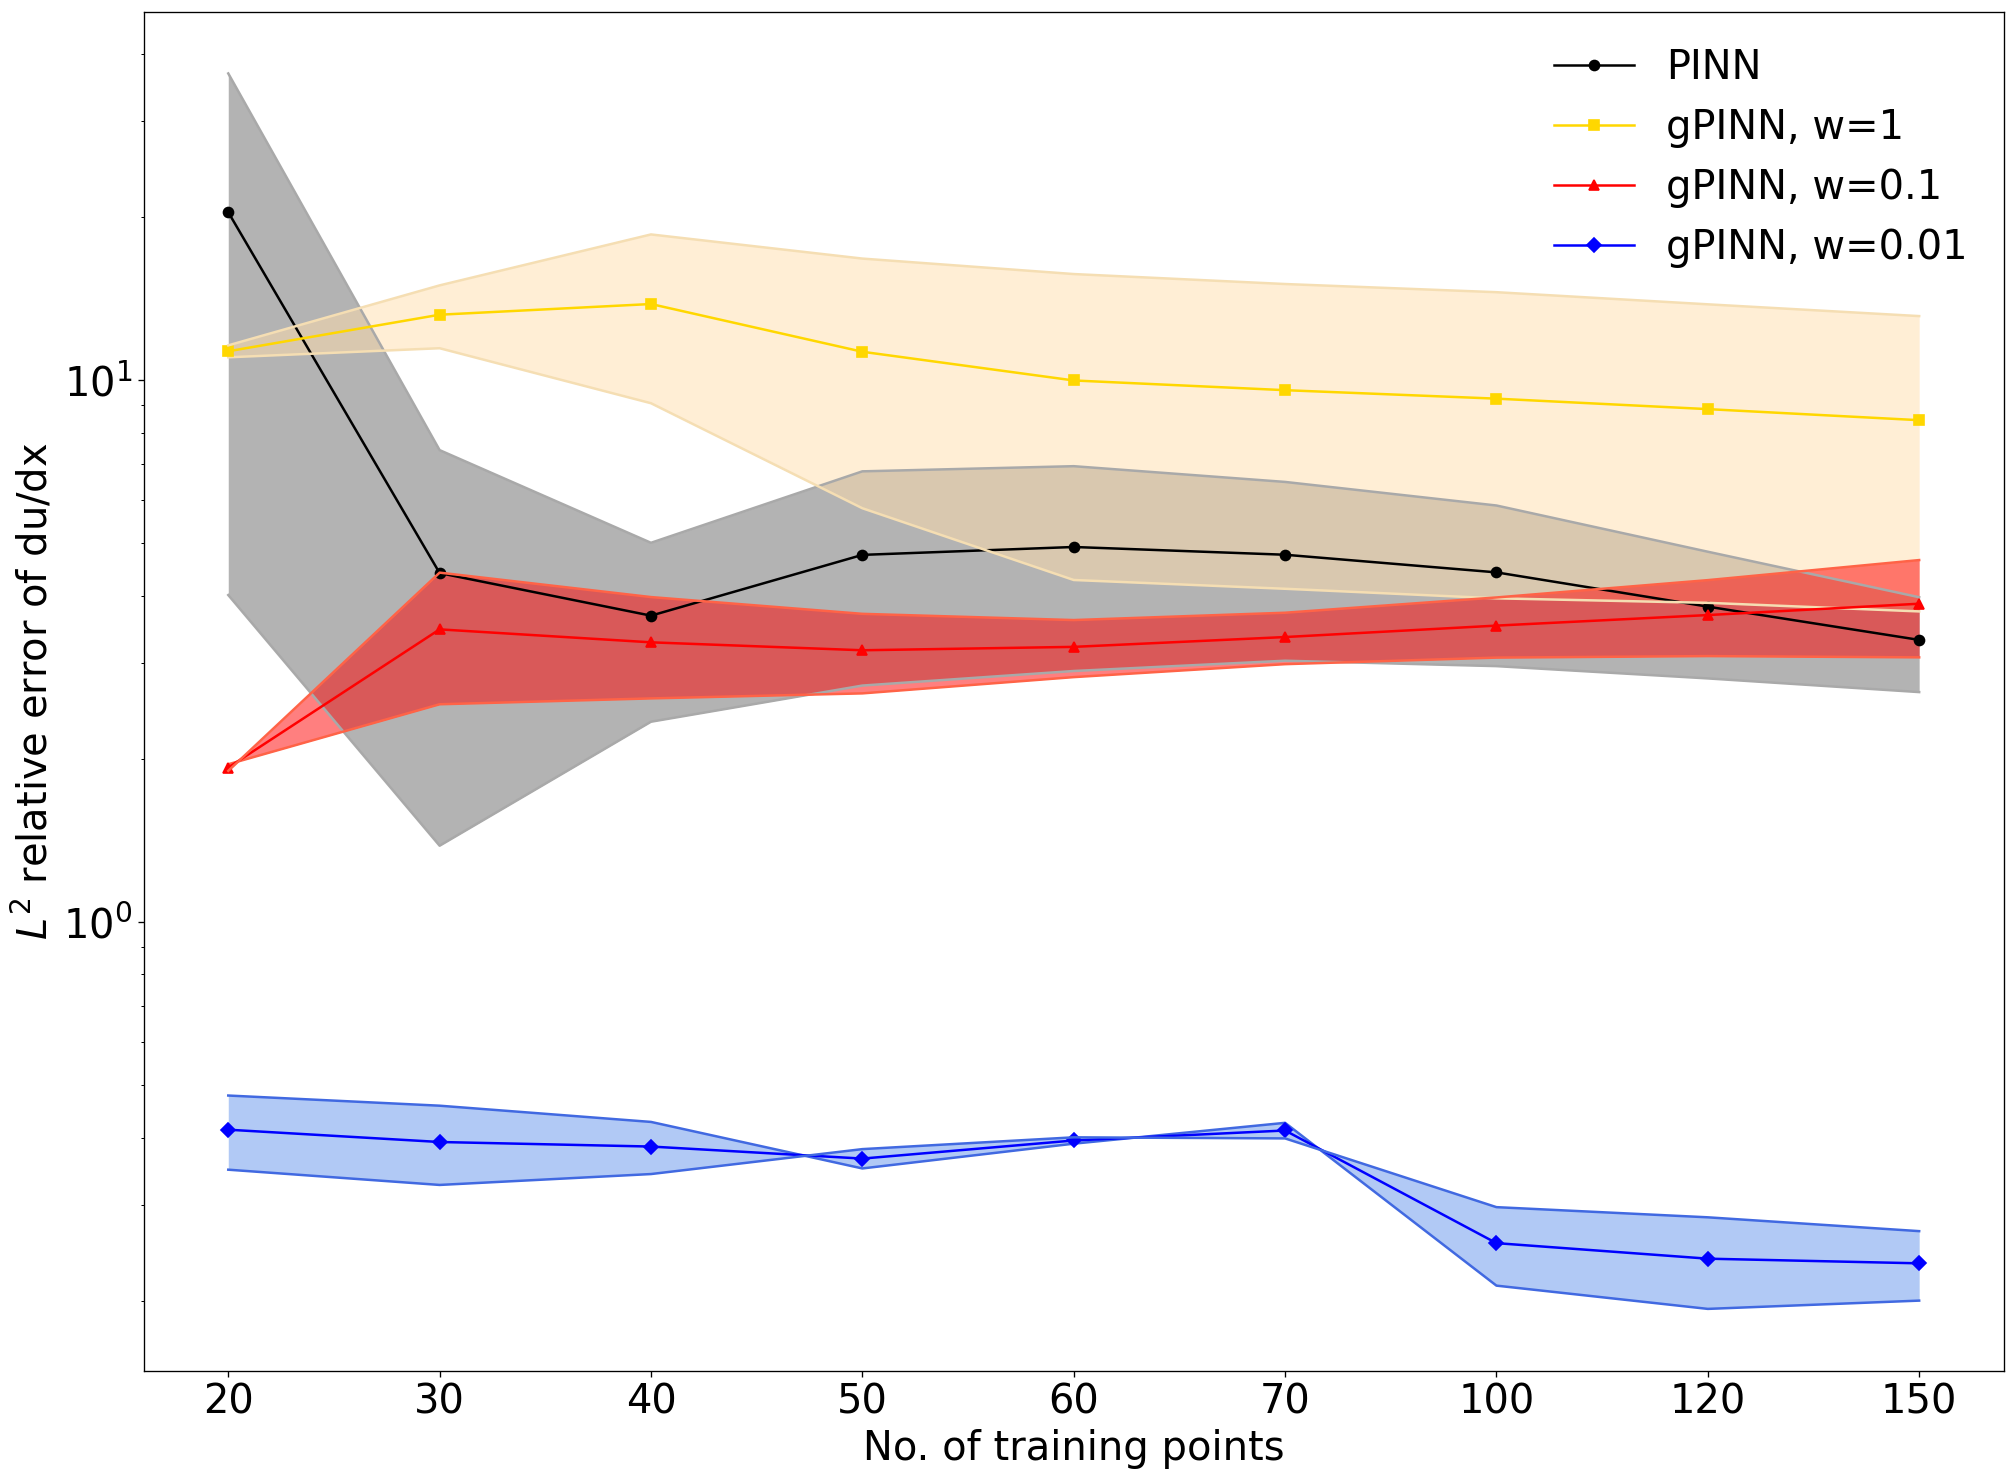 PINN
gPINN, w=1
gPINN, w=0.1
gPINN, w=0.01
10¹
10⁰
L² relative error of du/dx
20 30 40 50 60 70 100 120 150
No. of training points